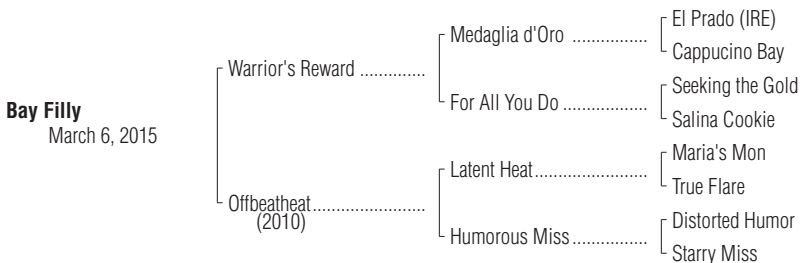 El Prado (IRE)
Medaglia d'Oro ................
Cappucino Bay
Warrior's Reward ..............
Seeking the Gold
For All You Do ..................
Salina Cookie
Bay Filly
March 6, 2015
Maria's Mon
Latent Heat ........................
True Flare
Offbeatheat ........................
(2010)
Distorted Humor
Humorous Miss ................
Starry Miss